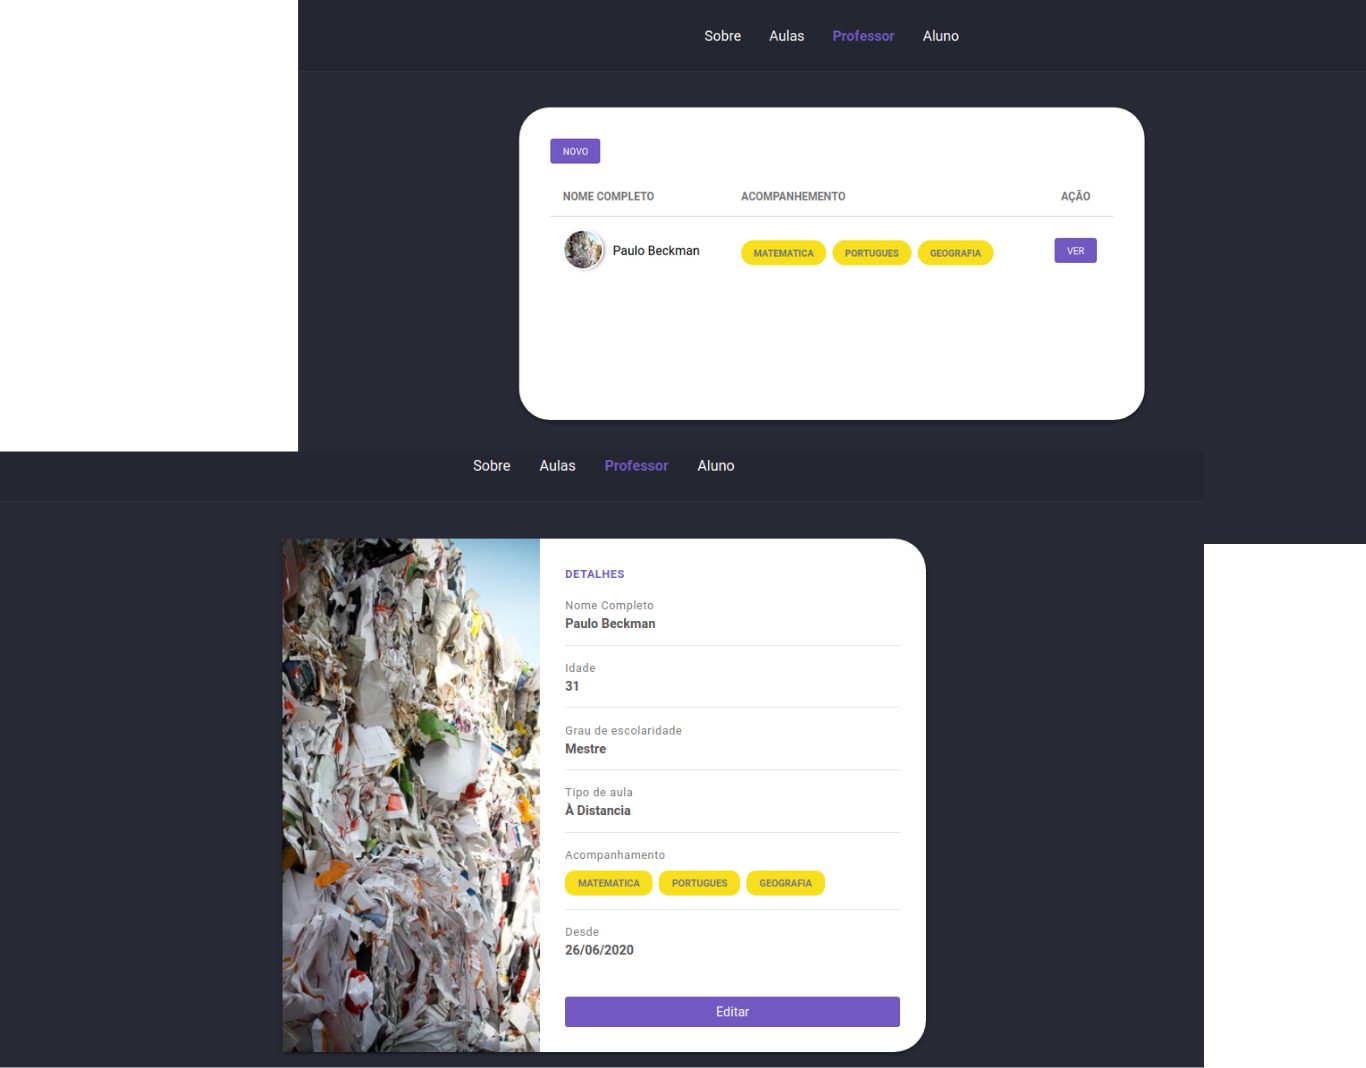 Sobre Aulas Professor Aluno
NOVO
NOME COMPLETO ACOMPANHEMENTO AÇÃO
Paulo Beckman MATEMATICA PORTUGUES GEOGRAFIA VER
Sobre Aulas Professor Aluno
DETALHES
Nome Completo
Paulo Beckman
Idade
31
Grau de escolaridade
Mestre
Tipo de aula
À Distancia
Acompanhamento
MATEMATICA PORTUGUES GEOGRAFIA
Desde
26/06/2020
Editar